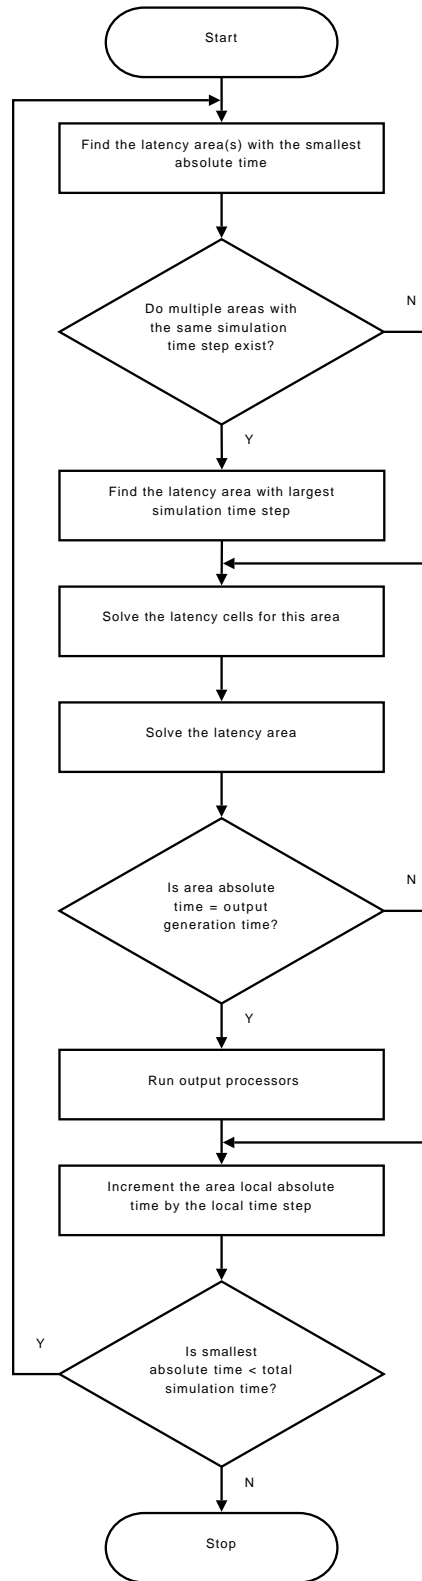 Start
Find the latency area(s) with the smallest
absolute time
Do multiple areas with
the same simulation
time step exist?
N
Y
Find the latency area with largest
simulation time step
Solve the latency cells for this area
Solve the latency area
Is area absolute
time = output
generation time?
N
Y
Run output processors
Increment the area local absolute
time by the local time step
Is smallest
absolute time < total
simulation time?
Y
N
Stop